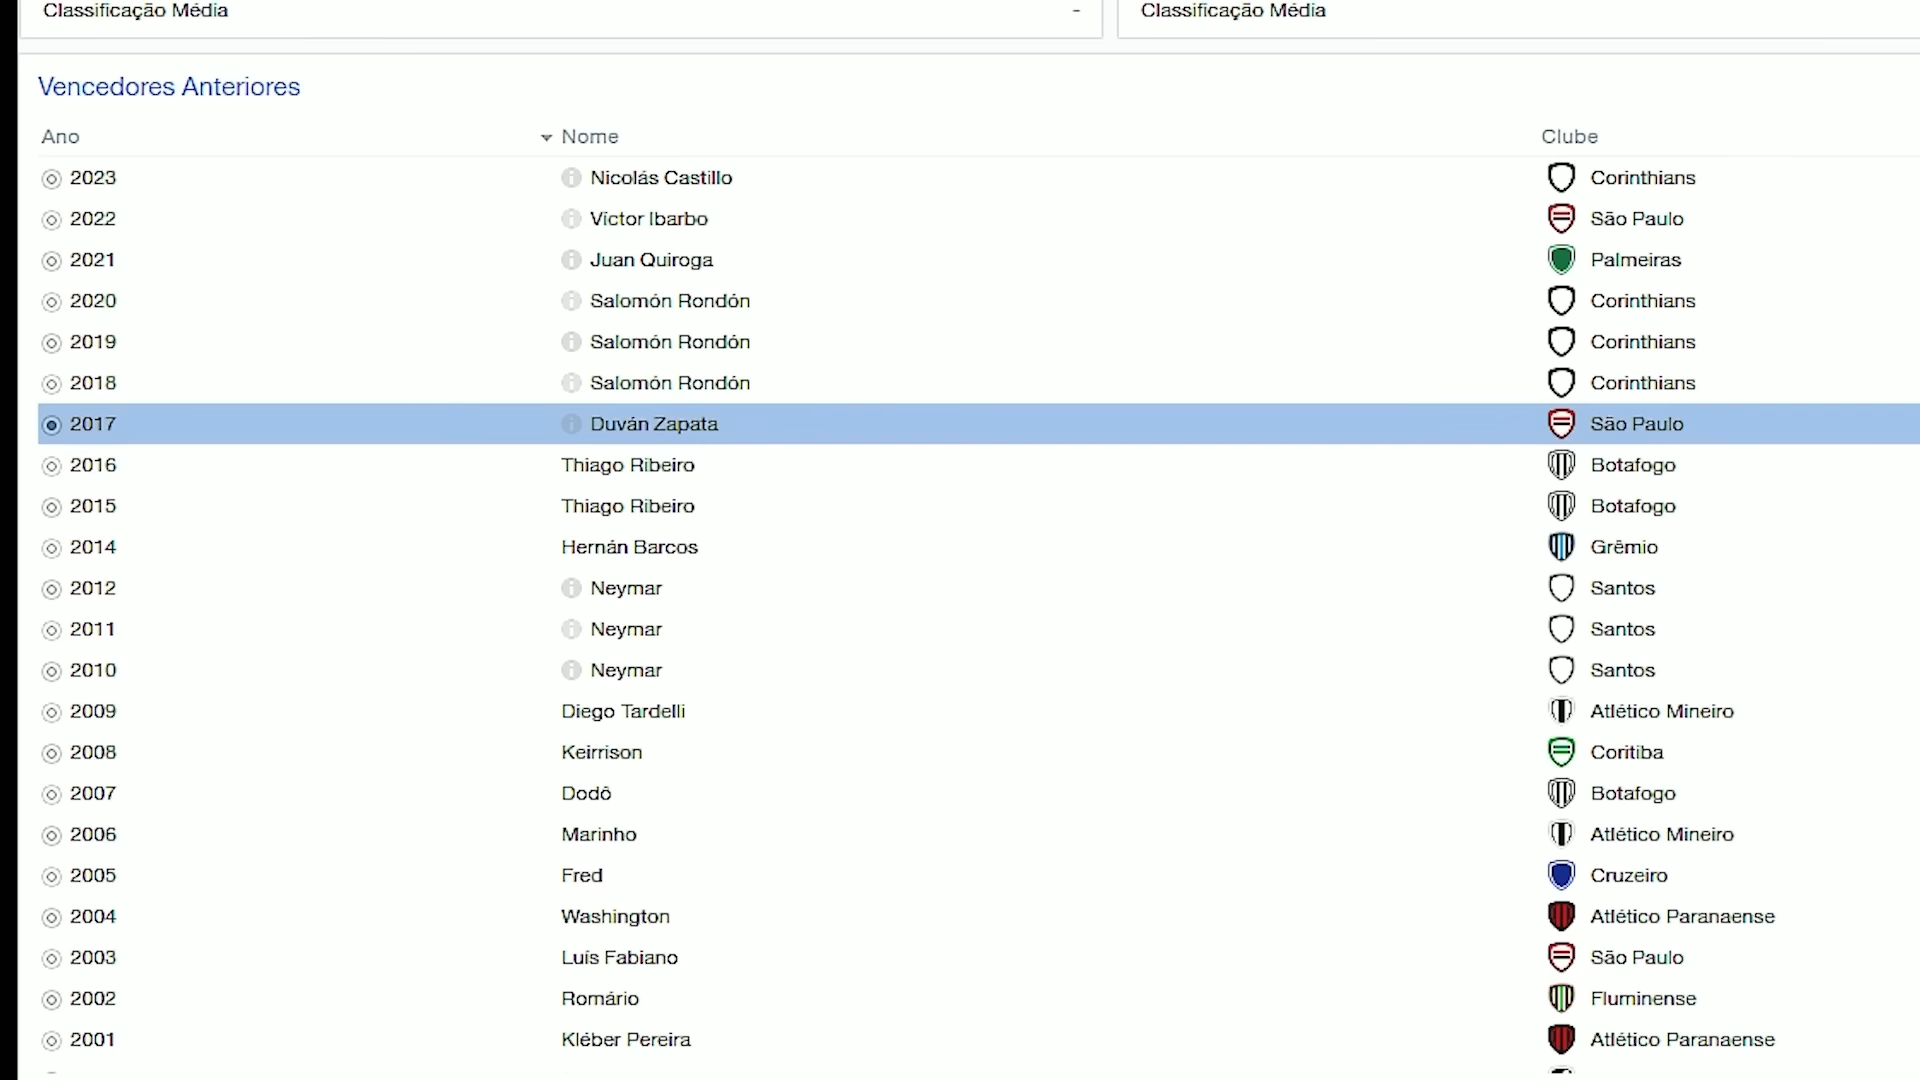 Classificação Média - Classificação Média
Vencedores Anteriores
Ano Nome Clube
2023 Nicolás Castillo Corinthians
2022 Víctor Ibarbo São Paulo
2021 Juan Quiroga Palmeiras
2020 Salomón Rondón Corinthians
2019 Salomón Rondón Corinthians
2018 Salomón Rondón Corinthians
2017 Duván Zapata São Paulo
2016 Thiago Ribeiro Botafogo
2015 Thiago Ribeiro Botafogo
2014 Hernán Barcos Grêmio
2012 Neymar Santos
2011 Neymar Santos
2010 Neymar Santos
2009 Diego Tardelli Atlético Mineiro
2008 Keirrison Coritiba
2007 Dodô Botafogo
2006 Marinho Atlético Mineiro
2005 Fred Cruzeiro
2004 Washington Atlético Paranaense
2003 Luís Fabiano São Paulo
2002 Romário Fluminense
2001 Kléber Pereira Atlético Paranaense